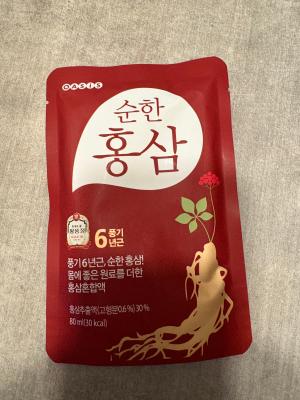 OASIS
순한
홍삼
6 풍기
년근
풍기 6년근, 순한 홍삼!
몸에 좋은 원료를 더한
홍삼혼합액
홍삼추출액(고형분0.6%) 30%
80 ml(30 kcal)